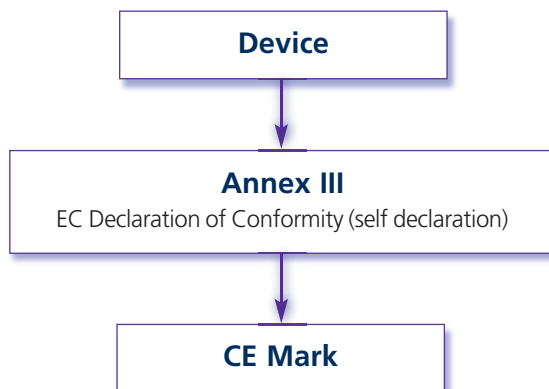 Device
Annex III
EC Declaration of Conformity (self declaration)
CE Mark